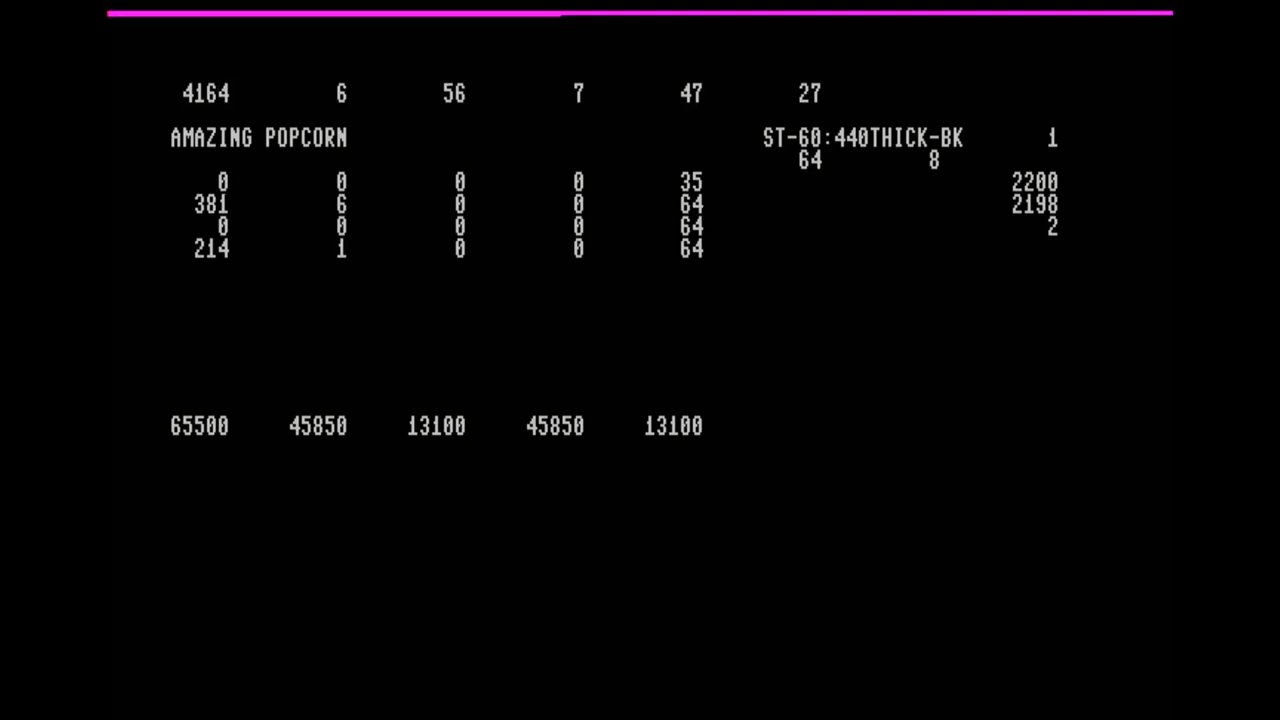 4164 6 56 7 47 27
AMAZING POPCORN ST-60:440THICK-BK 1
64 8
0 0 0 0 35 2200
381 6 0 0 64 2198
0 0 0 0 64 2
214 1 0 0 64
65500 45850 13100 45850 13100